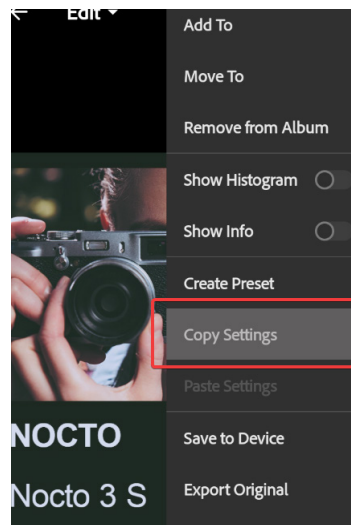 Edit
Add To
Move To
Remove from Album
Show Histogram
Show Info
Create Preset
Copy Settings
Paste Settings
Save to Device
Export Original
NOCTO
Nocto 3 S